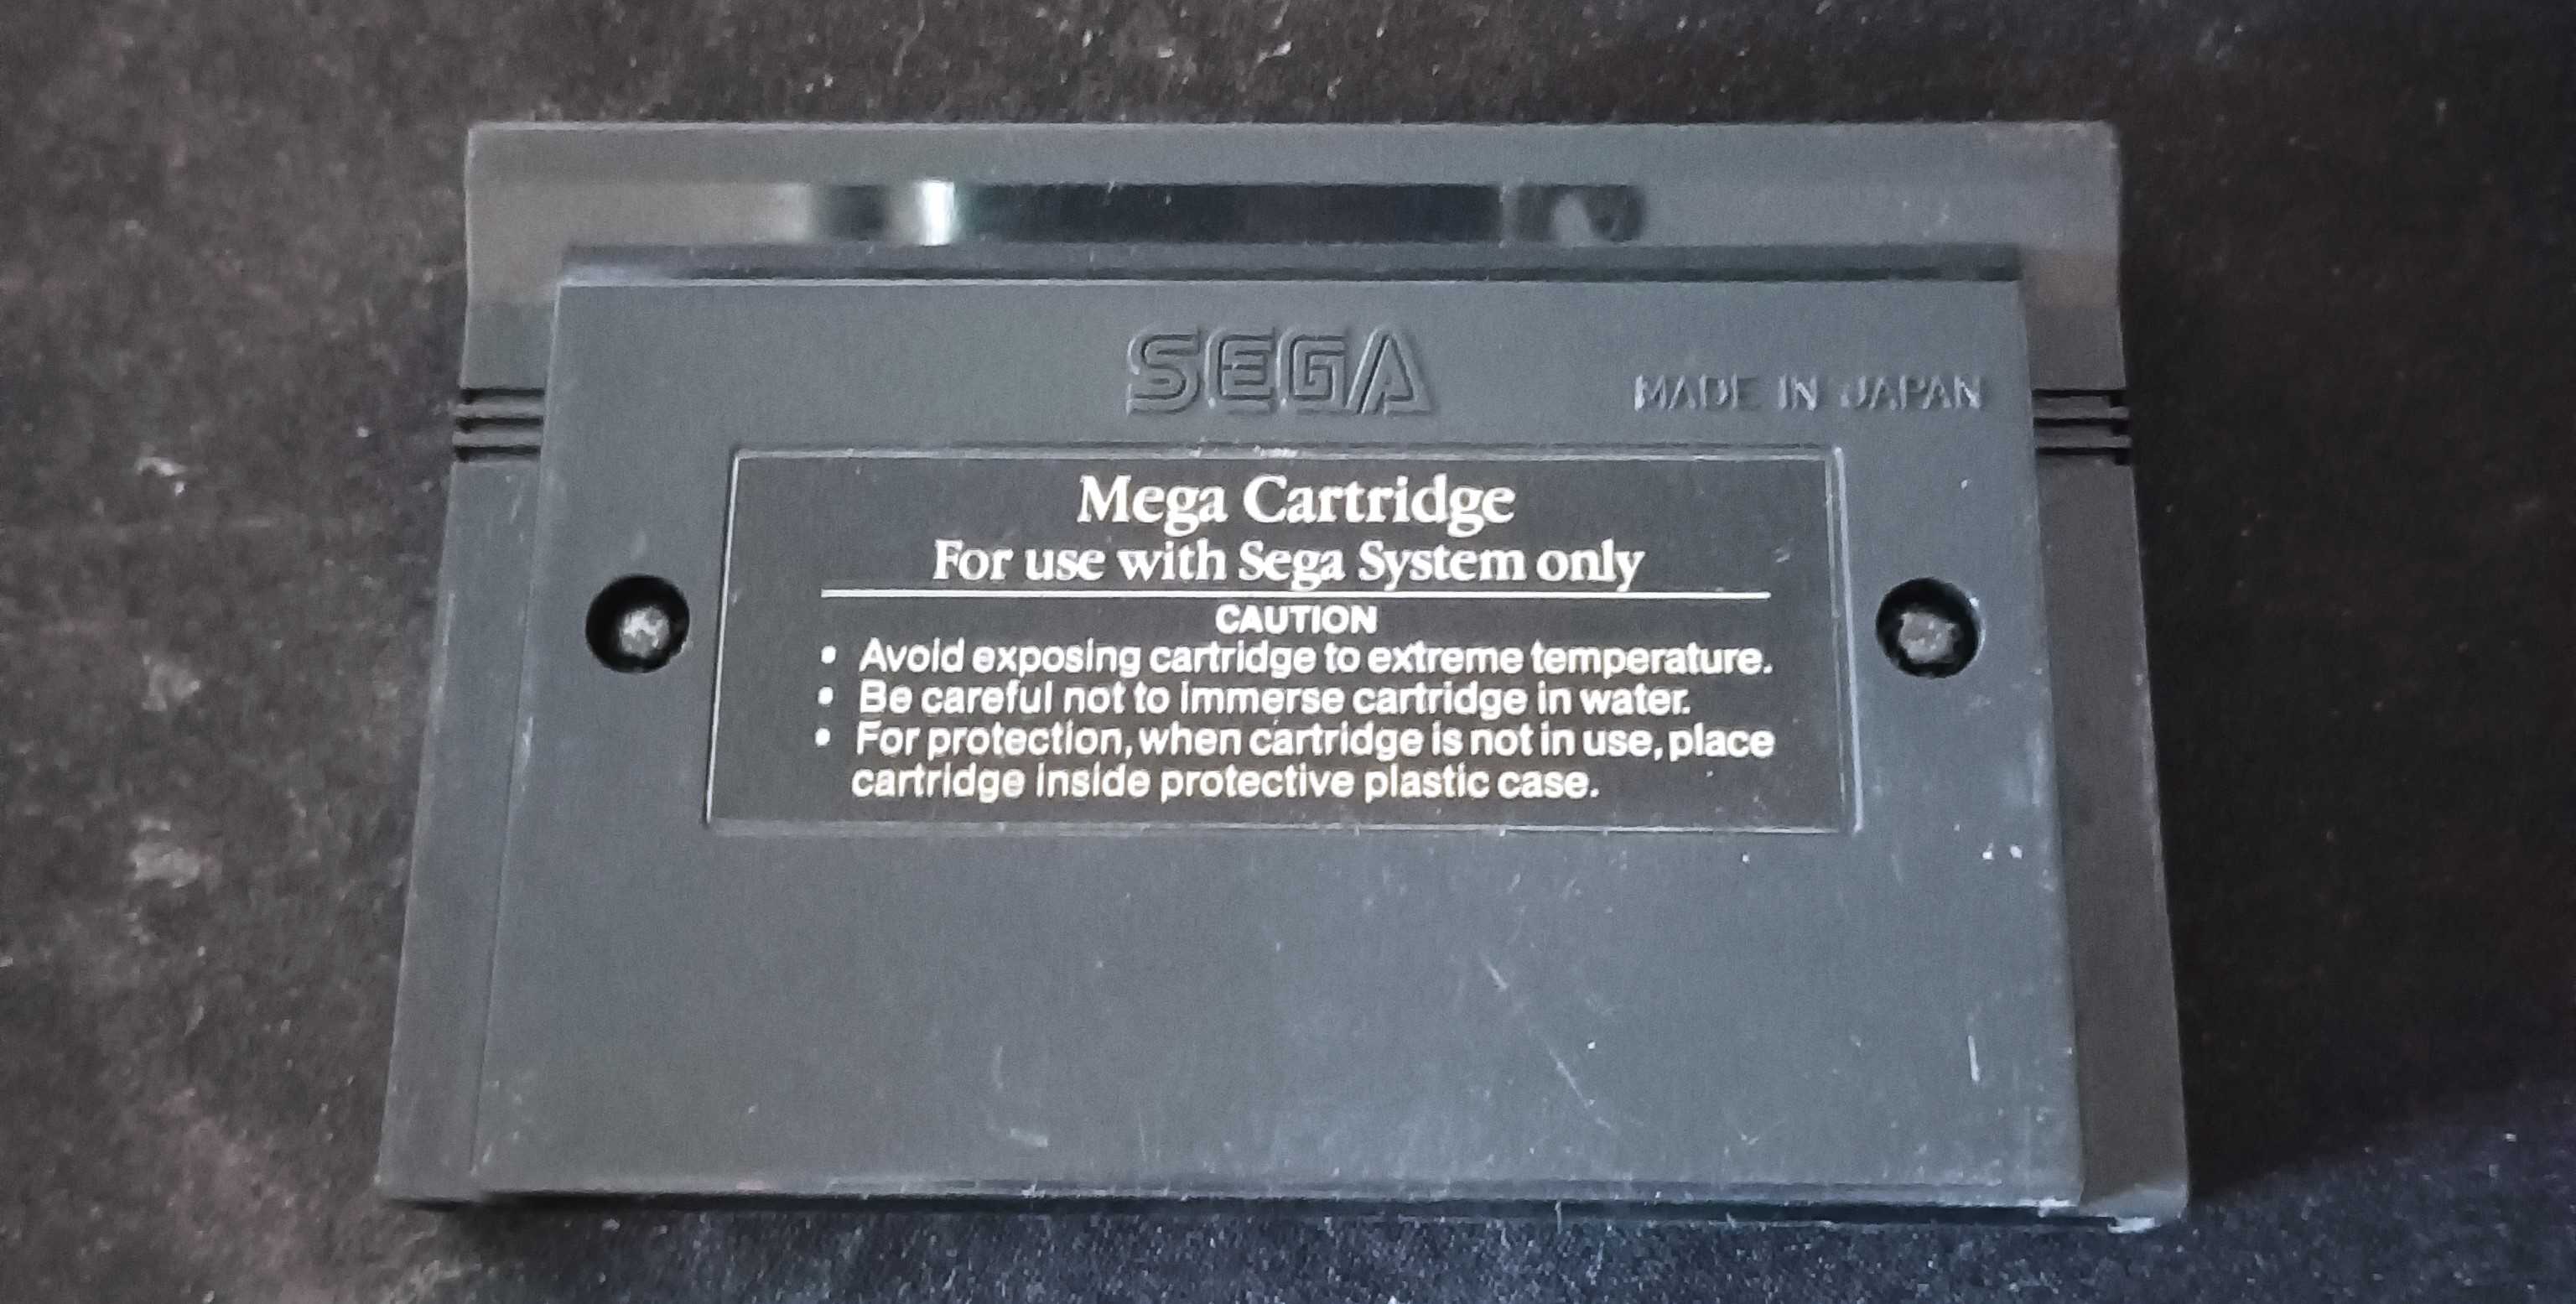 SEGA
MADE IN JAPAN
Mega Cartridge
For use with Sega System only
CAUTION
• Avoid exposing cartridge to extreme temperature.
• Be careful not to immerse cartridge in water.
• For protection, when cartridge is not in use, place
cartridge inside protective plastic case.